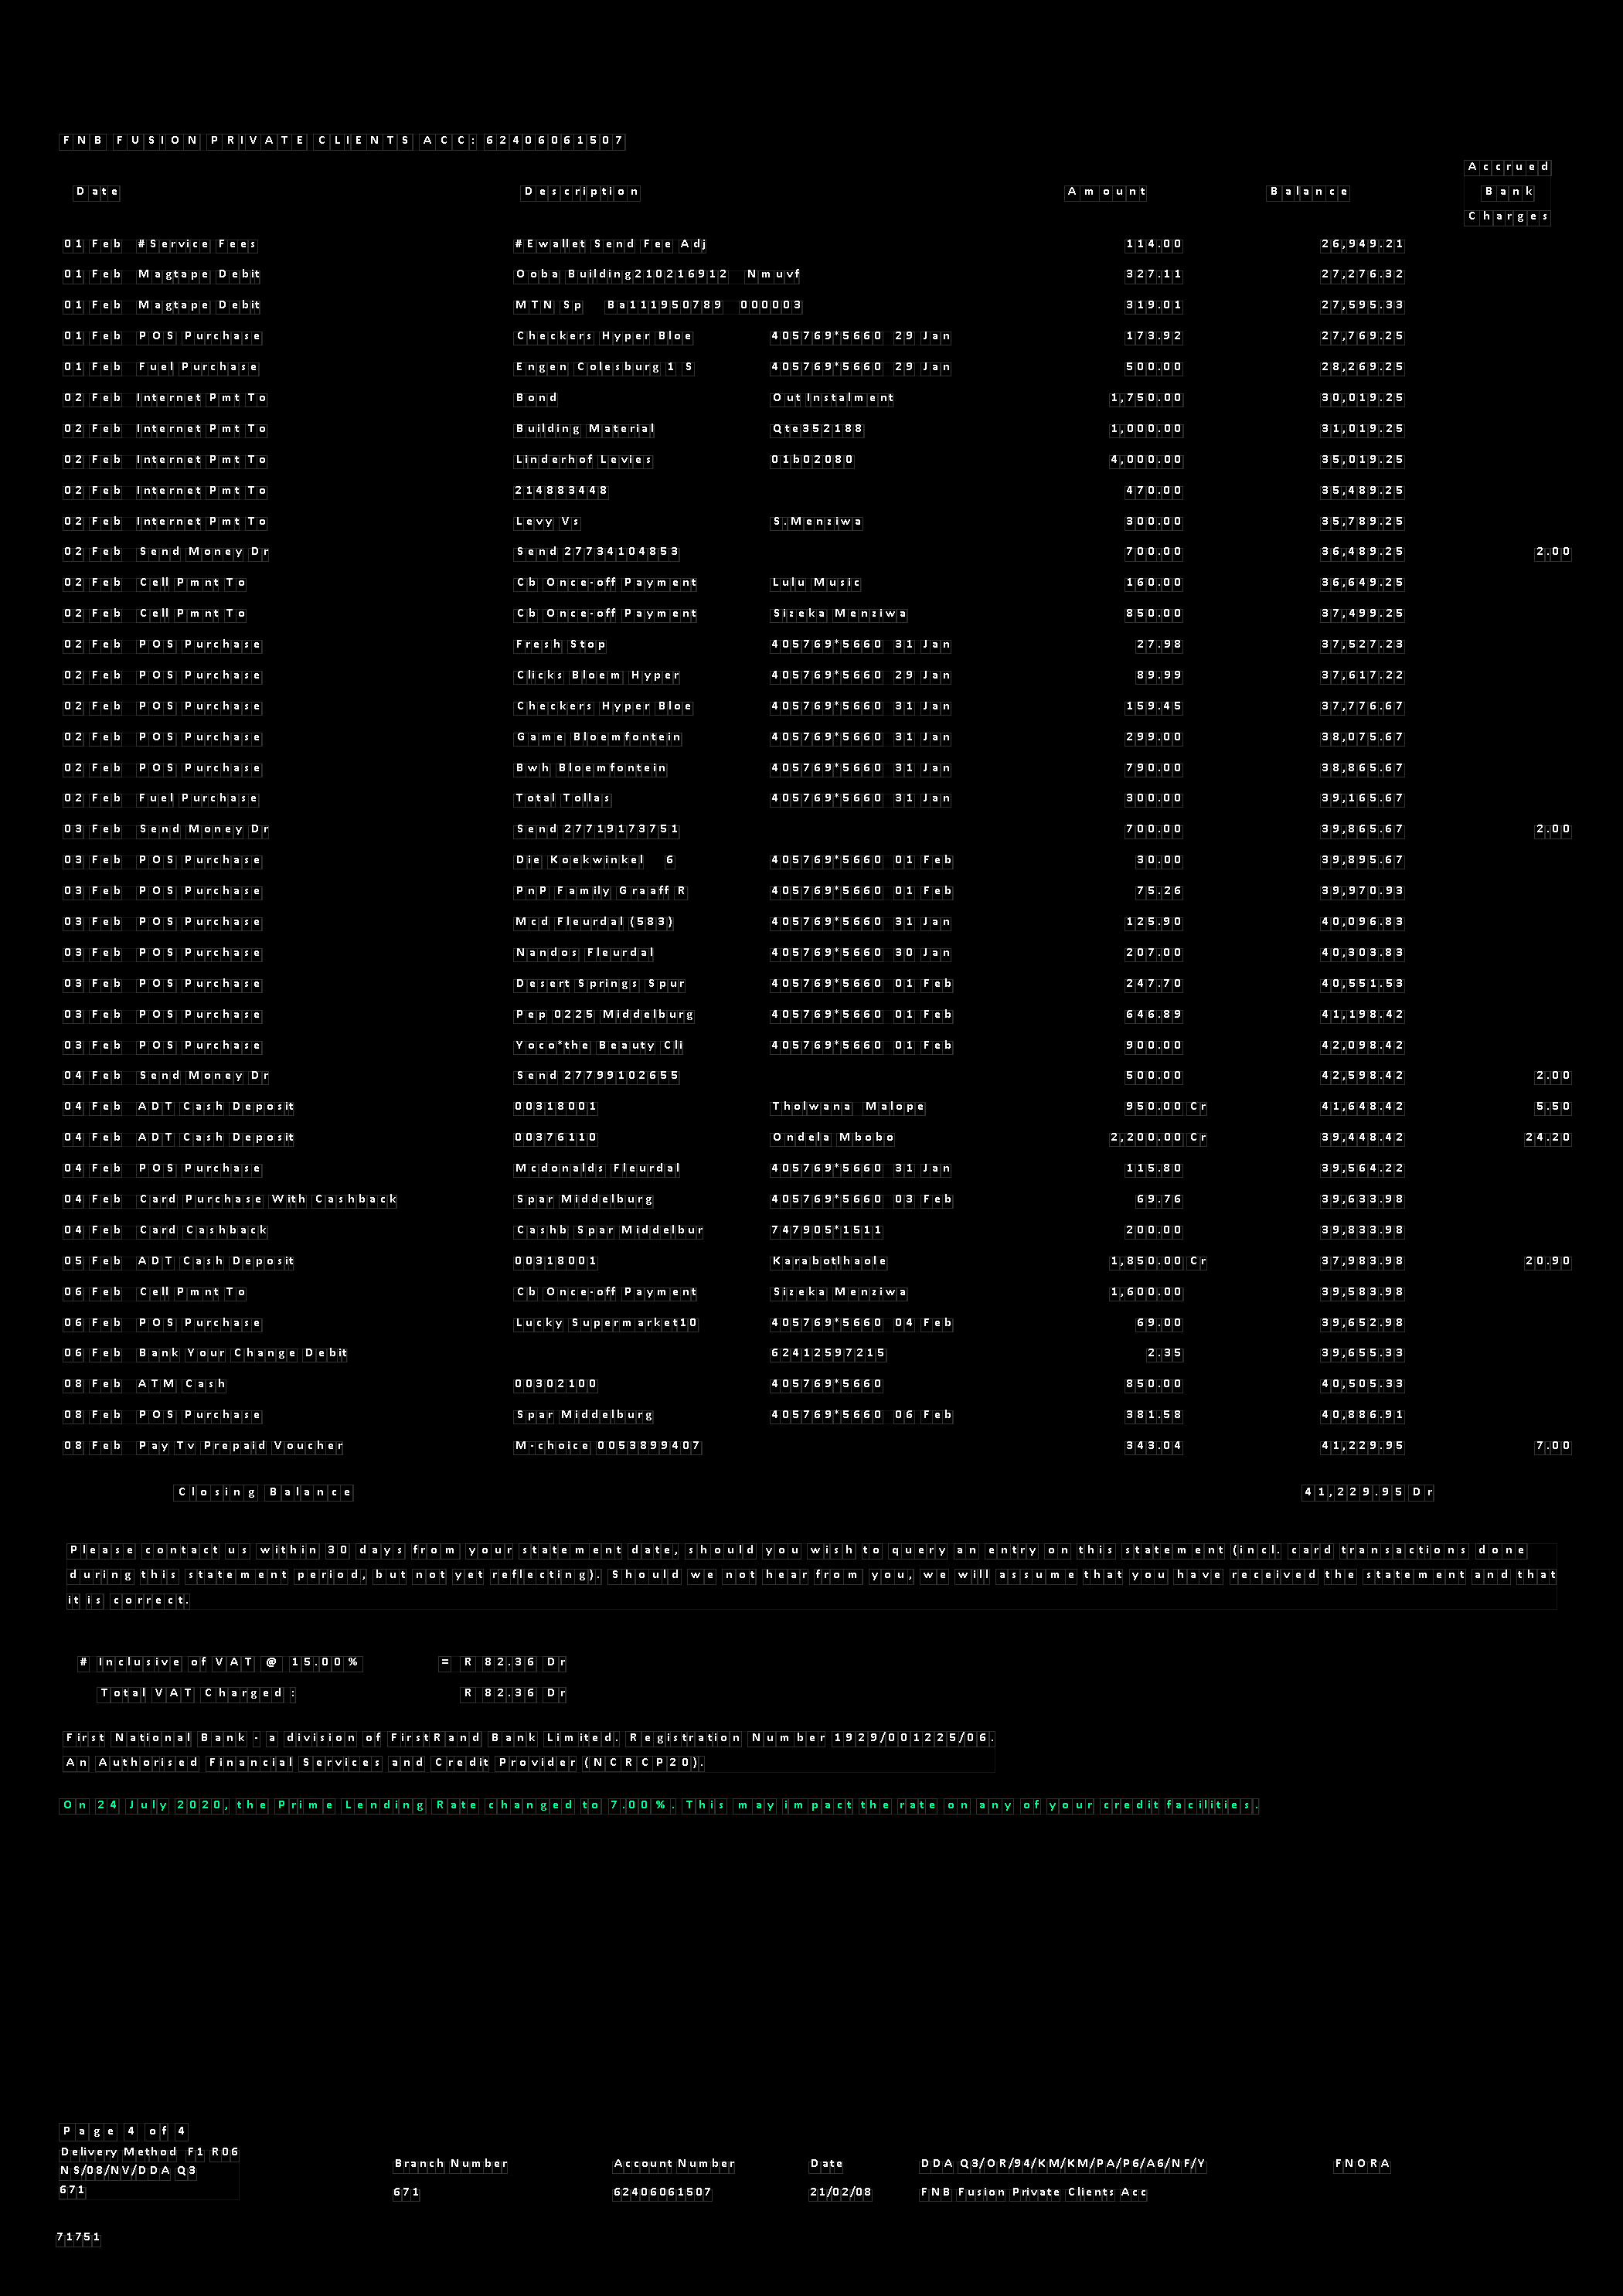 FNB FUSION PRIVATE CLIENTS ACC: 62406061507
Accrued
Date Description Amount Balance Bank
Charges
01 Feb #Service Fees #Ewallet Send Fee Adj 114.00 26,949.21
01 Feb Magtape Debit Ooba Building210216912 Nmuvf 327.11 27,276.32
01 Feb Magtape Debit MTN Sp Ba111950789 000003 319.01 27,595.33
01 Feb POS Purchase Checkers Hyper Bloe 405769*5660 29 Jan 173.92 27,769.25
01 Feb Fuel Purchase Engen Colesburg 1 S 405769*5660 29 Jan 500.00 28,269.25
02 Feb Internet Pmt To Bond Out Instalment 1,750.00 30,019.25
02 Feb Internet Pmt To Building Material Qte352188 1,000.00 31,019.25
02 Feb Internet Pmt To Linderhof Levies 01b02080 4,000.00 35,019.25
02 Feb Internet Pmt To 214883448 470.00 35,489.25
02 Feb Internet Pmt To Levy Vs S.Menziwa 300.00 35,789.25
02 Feb Send Money Dr Send 27734104853 700.00 36,489.25 2.00
02 Feb Cell Pmnt To Cb Once-off Payment Lulu Music 160.00 36,649.25
02 Feb Cell Pmnt To Cb Once-off Payment Sizeka Menziwa 850.00 37,499.25
02 Feb POS Purchase Fresh Stop 405769*5660 31 Jan 27.98 37,527.23
02 Feb POS Purchase Clicks Bloem Hyper 405769*5660 29 Jan 89.99 37,617.22
02 Feb POS Purchase Checkers Hyper Bloe 405769*5660 31 Jan 159.45 37,776.67
02 Feb POS Purchase Game Bloemfontein 405769*5660 31 Jan 299.00 38,075.67
02 Feb POS Purchase Bwh Bloemfontein 405769*5660 31 Jan 790.00 38,865.67
02 Feb Fuel Purchase Total Tollas 405769*5660 31 Jan 300.00 39,165.67
03 Feb Send Money Dr Send 27719173751 700.00 39,865.67 2.00
03 Feb POS Purchase Die Koekwinkel 6 405769*5660 01 Feb 30.00 39,895.67
03 Feb POS Purchase PnP Family Graaff R 405769*5660 01 Feb 75.26 39,970.93
03 Feb POS Purchase Mcd Fleurdal (583) 405769*5660 31 Jan 125.90 40,096.83
03 Feb POS Purchase Nandos Fleurdal 405769*5660 30 Jan 207.00 40,303.83
03 Feb POS Purchase Desert Springs Spur 405769*5660 01 Feb 247.70 40,551.53
03 Feb POS Purchase Pep 0225 Middelburg 405769*5660 01 Feb 646.89 41,198.42
03 Feb POS Purchase Yoco*the Beauty Cli 405769*5660 01 Feb 900.00 42,098.42
04 Feb Send Money Dr Send 27799102655 500.00 42,598.42 2.00
04 Feb ADT Cash Deposit 00318001 Tholwana Malope 950.00 Cr 41,648.42 5.50
04 Feb ADT Cash Deposit 00376110 Ondela Mbobo 2,200.00 Cr 39,448.42 24.20
04 Feb POS Purchase Mcdonalds Fleurdal 405769*5660 31 Jan 115.80 39,564.22
04 Feb Card Purchase With Cashback Spar Middelburg 405769*5660 03 Feb 69.76 39,633.98
04 Feb Card Cashback Cashb Spar Middelbur 747905*1511 200.00 39,833.98
05 Feb ADT Cash Deposit 00318001 Karabotlhaole 1,850.00 Cr 37,983.98 20.90
06 Feb Cell Pmnt To Cb Once-off Payment Sizeka Menziwa 1,600.00 39,583.98
06 Feb POS Purchase Lucky Supermarket10 405769*5660 04 Feb 69.00 39,652.98
06 Feb Bank Your Change Debit 62412597215 2.35 39,655.33
08 Feb ATM Cash 00302100 405769*5660 850.00 40,505.33
08 Feb POS Purchase Spar Middelburg 405769*5660 06 Feb 381.58 40,886.91
08 Feb Pay Tv Prepaid Voucher M-choice 0053899407 343.04 41,229.95 7.00
Closing Balance 41,229.95 Dr
Please contact us within 30 days from your statement date, should you wish to query an entry on this statement (incl. card transactions done
during this statement period, but not yet reflecting). Should we not hear from you, we will assume that you have received the statement and that
it is correct.
# Inclusive of VAT @ 15.00% = R 82.36 Dr
Total VAT Charged : R 82.36 Dr
First National Bank - a division of FirstRand Bank Limited. Registration Number 1929/001225/06.
An Authorised Financial Services and Credit Provider (NCRCP20).
On 24 July 2020, the Prime Lending Rate changed to 7.00%. This may impact the rate on any of your credit facilities.
Page 4 of 4
Delivery Method F1 R06
NS/08/NV/DDA Q3
671
Branch Number Account Number Date DDA Q3/OR/94/KM/KM/PA/P6/A6/NF/Y FNORA
671 62406061507 21/02/08 FNB Fusion Private Clients Acc
71751